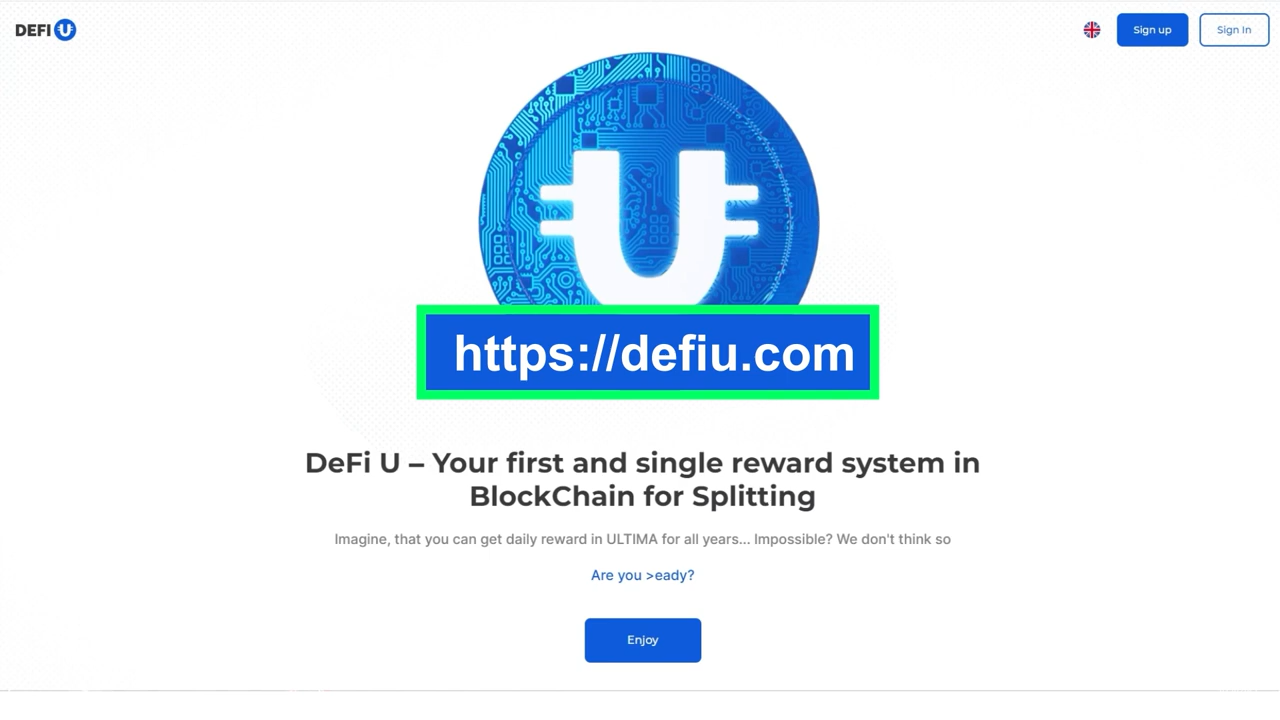 DEFI U
Sign up
Sign In
https://defiu.com
DeFi U – Your first and single reward system in
BlockChain for Splitting
Imagine, that you can get daily reward in ULTIMA for all years... Impossible? We don't think so
Are you >eady?
Enjoy